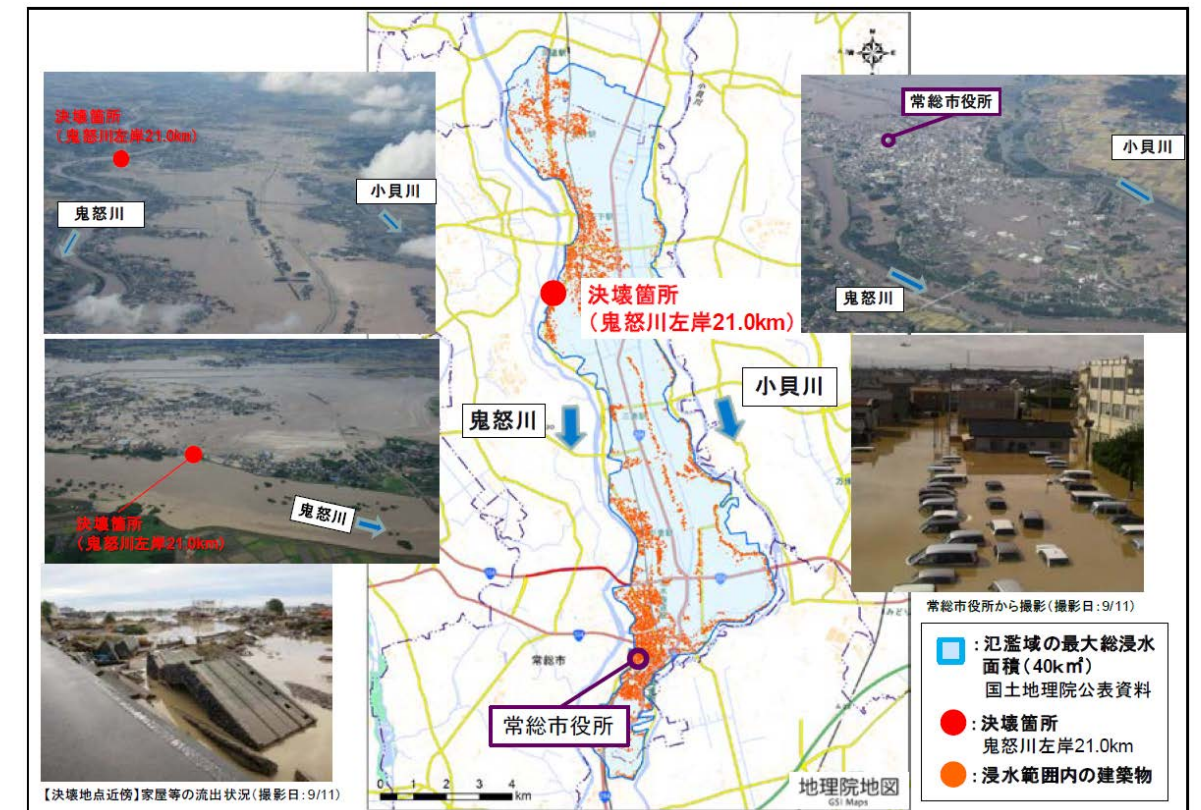 決壊箇所
(鬼怒川左岸21.0km)
鬼怒川
小貝川
決壊箇所
(鬼怒川左岸21.0km)
鬼怒川
【決壊地点近傍】家屋等の流出状況(撮影日:9/11)
決壊箇所
(鬼怒川左岸21.0km)
鬼怒川
小貝川
小貝川
常総市
常総市役所
0 1 2 3 4
km
地理院地図
GSI Maps
常総市役所
小貝川
鬼怒川
常総市役所から撮影(撮影日:9/11)
:氾濫域の最大総浸水
面積(40k㎡)
国土地理院公表資料
:決壊箇所
鬼怒川左岸21.0km
:浸水範囲内の建築物